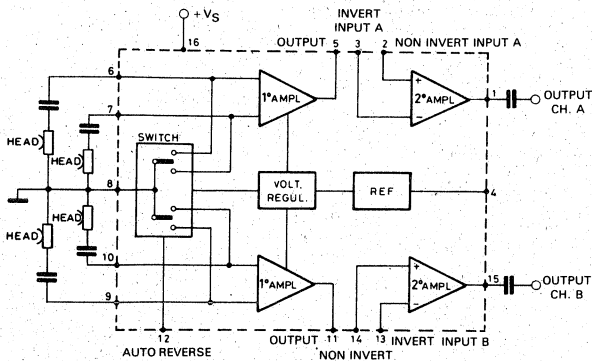 +VS
16
INVERT
INPUT A
OUTPUT 5 3 2 NON INVERT INPUT A
6
7
1°AMPL
+
−
2°AMPL
1
OUTPUT
CH. A
SWITCH
HEAD
HEAD
8
VOLT.
REGUL.
REF
4
HEAD
HEAD
10
9
1°AMPL
+
−
2°AMPL
15
OUTPUT
CH. B
12
OUTPUT 11 14 13 INVERT INPUT B
AUTO REVERSE
NON INVERT